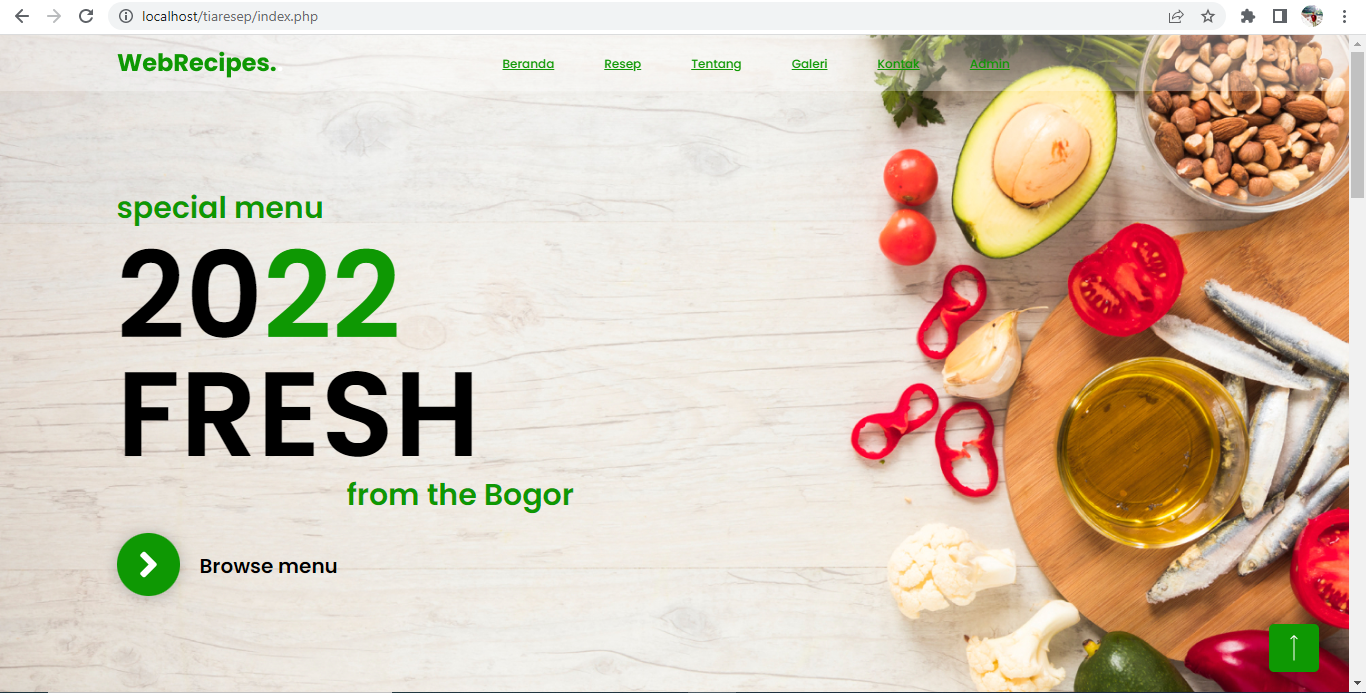 localhost/tiaresep/index.php
WebRecipes.
Beranda Resep Tentang Galeri Kontak Admin
special menu
2022
FRESH
from the Bogor
Browse menu